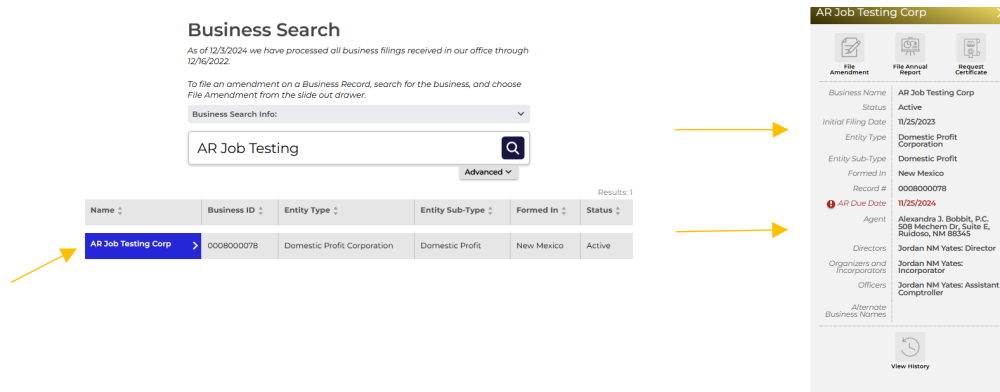 Business Search
As of 12/3/2024 we have processed all business filings received in our office through
12/16/2022.
To file an amendment on a Business Record, search for the business, and choose
File Amendment from the slide out drawer.
Business Search Info:
AR Job Testing
Advanced
Results: 1
Name Business ID Entity Type Entity Sub-Type Formed In Status
AR Job Testing Corp 0008000078 Domestic Profit Corporation Domestic Profit New Mexico Active
AR Job Testing Corp
File Amendment
File Annual Report
Request Certificate
Business Name AR Job Testing Corp
Status Active
Initial Filing Date 11/25/2023
Entity Type Domestic Profit
Corporation
Entity Sub-Type Domestic Profit
Formed In New Mexico
Record # 0008000078
AR Due Date 11/25/2024
Agent Alexandra J. Bobbit, P.C.
508 Mechem Dr, Suite E,
Ruidoso, NM 88345
Directors Jordan NM Yates: Director
Organizers and Jordan NM Yates:
Incorporators Incorporator
Officers Jordan NM Yates: Assistant
Comptroller
Alternate
Business Names
View History